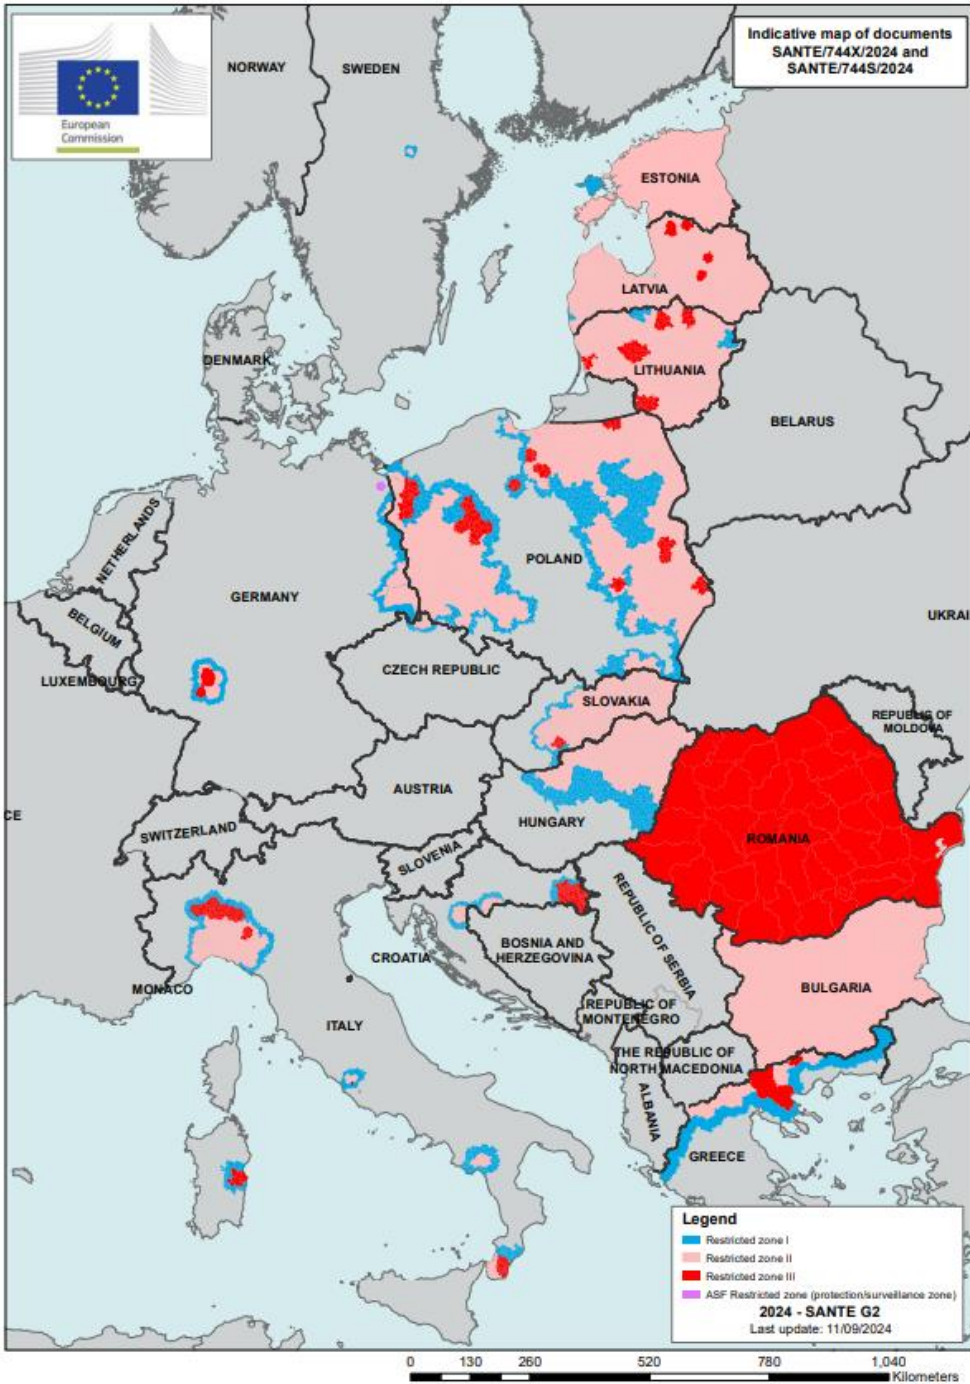 European
Commission
Indicative map of documents
SANTE/744X/2024 and
SANTE/744S/2024
NORWAY
SWEDEN
ESTONIA
LATVIA
DENMARK
LITHUANIA
BELARUS
NETHERLANDS
POLAND
GERMANY
BELGIUM
UKRAI
LUXEMBOURG
CZECH REPUBLIC
SLOVAKIA
REPUBLIC OF
MOLDOVA
AUSTRIA
CE
HUNGARY
SWITZERLAND
ROMANIA
SLOVENIA
REPUBLIC OF SERBIA
BOSNIA AND
HERZEGOVINA
CROATIA
MONACO
BULGARIA
REPUBLIC OF
MONTENEGRO
ITALY
THE REPUBLIC OF
NORTH MACEDONIA
ALBANIA
GREECE
Legend
Restricted zone I
Restricted zone II
Restricted zone III
ASF Restricted zone (protection/surveillance zone)
2024 - SANTE G2
Last update: 11/09/2024
0 130 260 520 780 1,040
Kilometers